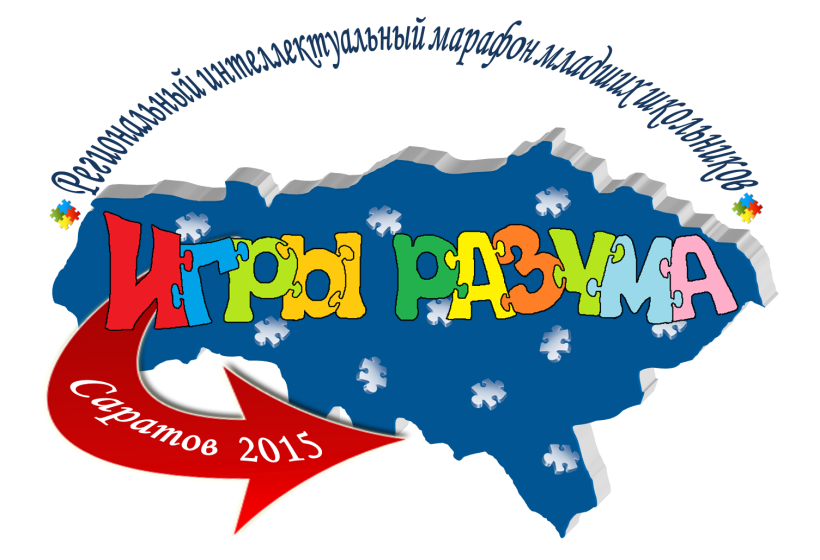 Региональный интеллектуальный марафон младших школьников
Игры разума
Саратов 2015